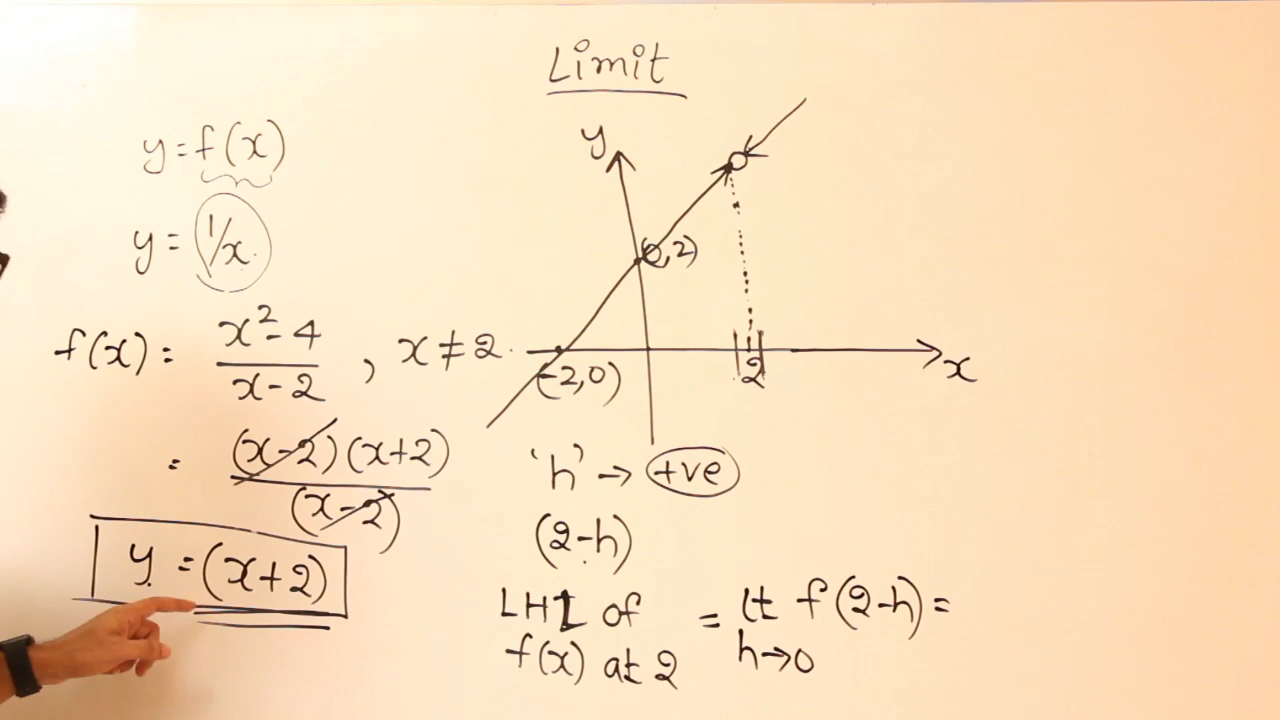 Limit
y = f(x)
y = 1/x
f(x) = x² - 4 / x - 2 , x ≠ 2
= (x-2)(x+2) / (x-2)
y = (x+2)
y
(0,2)
(-2,0)
2
x
'h' → +ve
(2-h)
LHL of f(x) at 2 = lt h→0 f(2-h) =